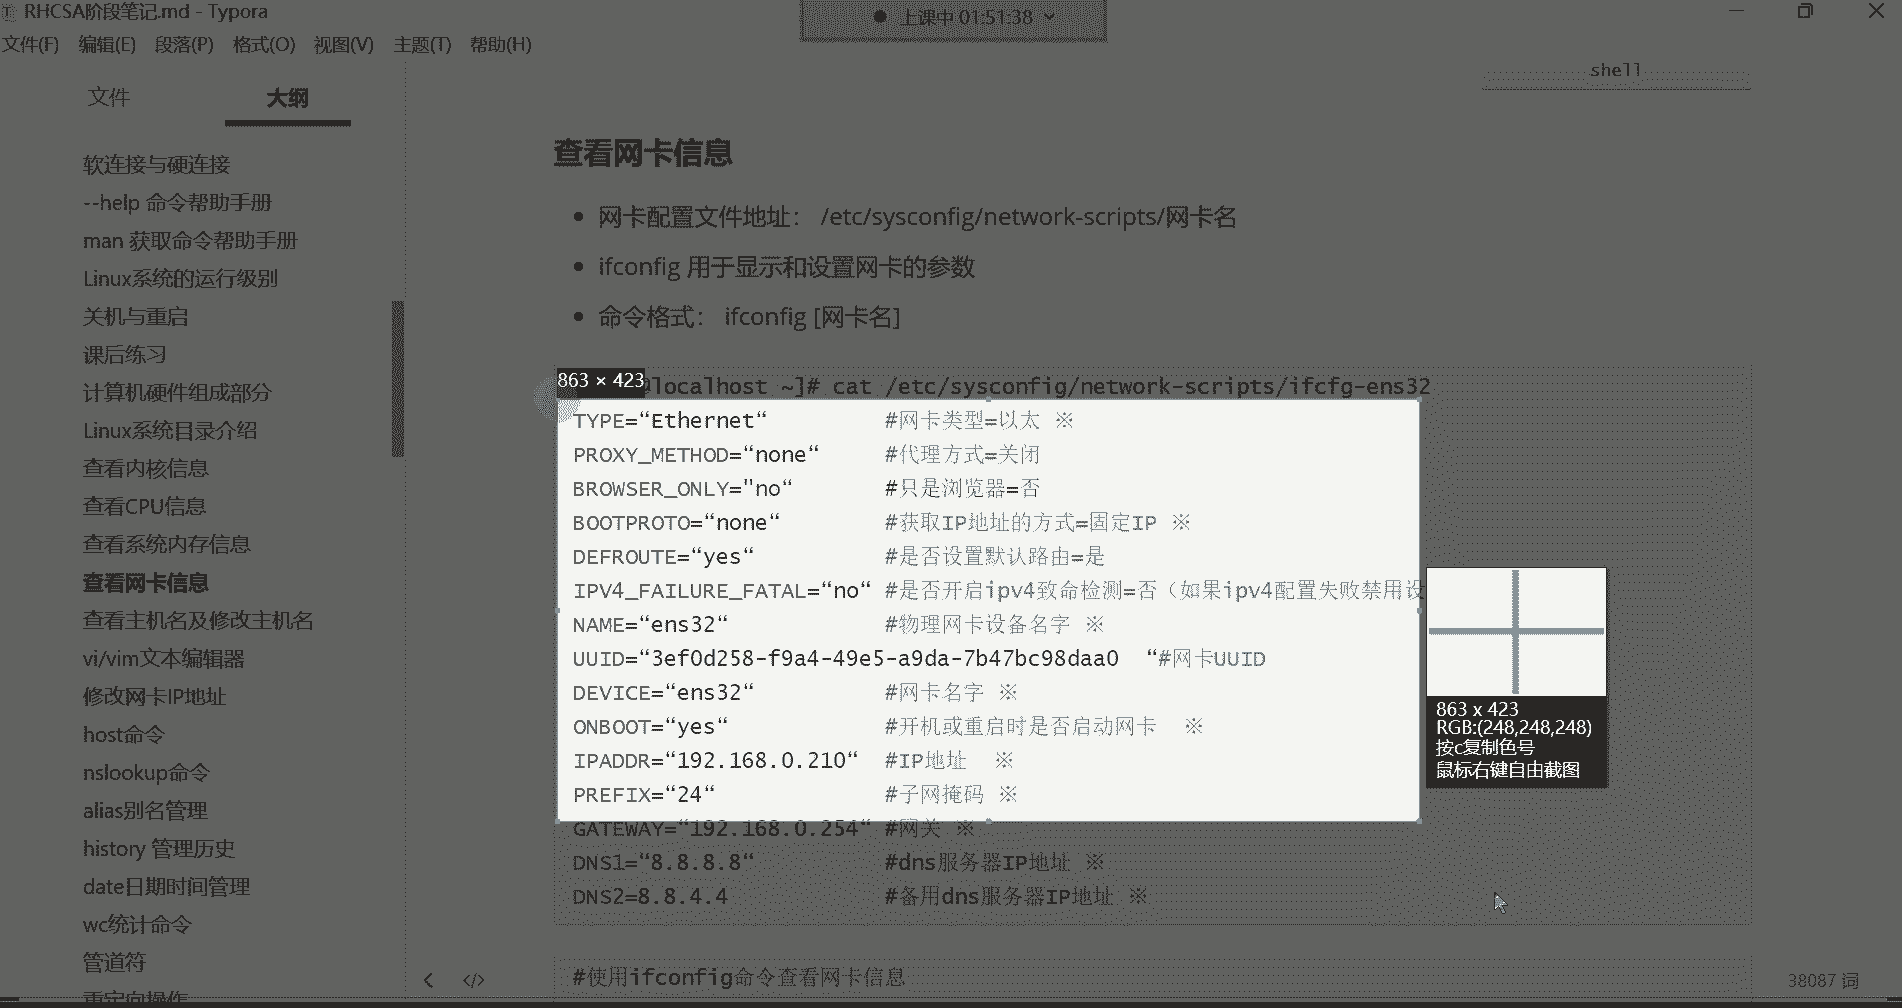 RHCSA阶段笔记.md - Typora
上课中 01:51:38
文件(F) 编辑(E) 段落(P) 格式(O) 视图(V) 主题(T) 帮助(H)
文件 大纲
软连接与硬连接
--help 命令帮助手册
man 获取命令帮助手册
Linux系统的运行级别
关机与重启
课后练习
计算机硬件组成部分
Linux系统目录介绍
查看内核信息
查看CPU信息
查看系统内存信息
查看网卡信息
查看主机名及修改主机名
vi/vim文本编辑器
修改网卡IP地址
host命令
nslookup命令
alias别名管理
history 管理历史
date日期时间管理
wc统计命令
管道符
重定向操作
shell
查看网卡信息
网卡配置文件地址： /etc/sysconfig/network-scripts/网卡名
ifconfig 用于显示和设置网卡的参数
命令格式： ifconfig [网卡名]
863 × 423
@localhost ~]# cat /etc/sysconfig/network-scripts/ifcfg-ens32
TYPE=“Ethernet“ #网卡类型=以太 ※
PROXY_METHOD=“none“ #代理方式=关闭
BROWSER_ONLY="no“ #只是浏览器=否
BOOTPROTO=“none“ #获取IP地址的方式=固定IP ※
DEFROUTE=“yes“ #是否设置默认路由=是
IPV4_FAILURE_FATAL=“no“ #是否开启ipv4致命检测=否（如果ipv4配置失败禁用设
NAME=“ens32“ #物理网卡设备名字 ※
UUID=“3ef0d258-f9a4-49e5-a9da-7b47bc98daa0 “#网卡UUID
DEVICE=“ens32“ #网卡名字 ※
ONBOOT=“yes“ #开机或重启时是否启动网卡 ※
IPADDR=“192.168.0.210“ #IP地址 ※
PREFIX=“24“ #子网掩码 ※
GATEWAY=“192.168.0.254“ #网关 ※
DNS1=“8.8.8.8“ #dns服务器IP地址 ※
DNS2=8.8.4.4 #备用dns服务器IP地址 ※
#使用ifconfig命令查看网卡信息
863 x 423
RGB:(248,248,248)
按c复制色号
鼠标右键自由截图
38087 词